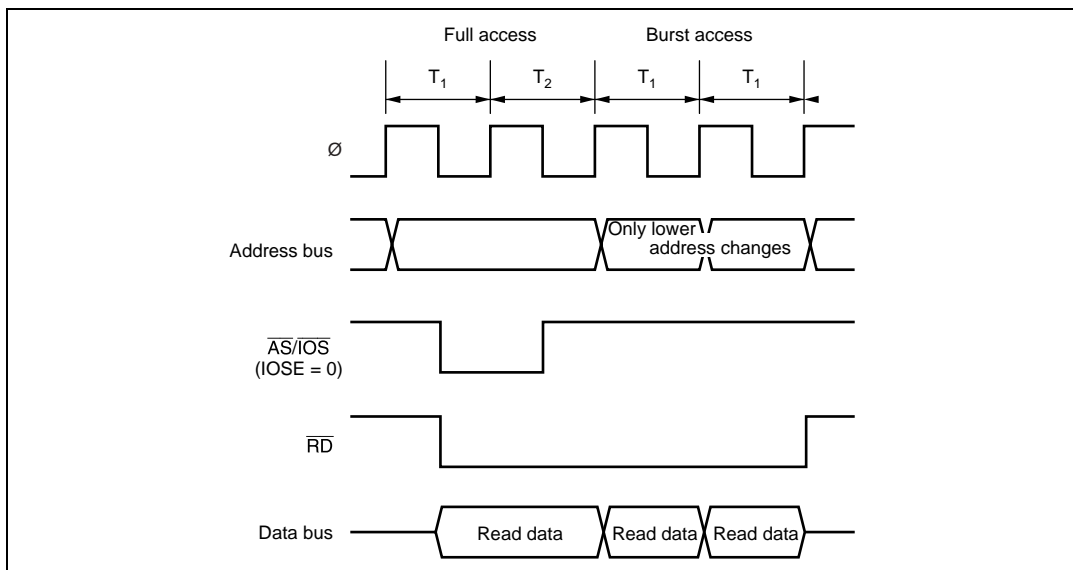 Full access Burst access
T1 T2 T1 T1
Ø
Address bus
Only lower
address changes
AS/IOS
(IOSE = 0)
RD
Data bus
Read data Read data Read data